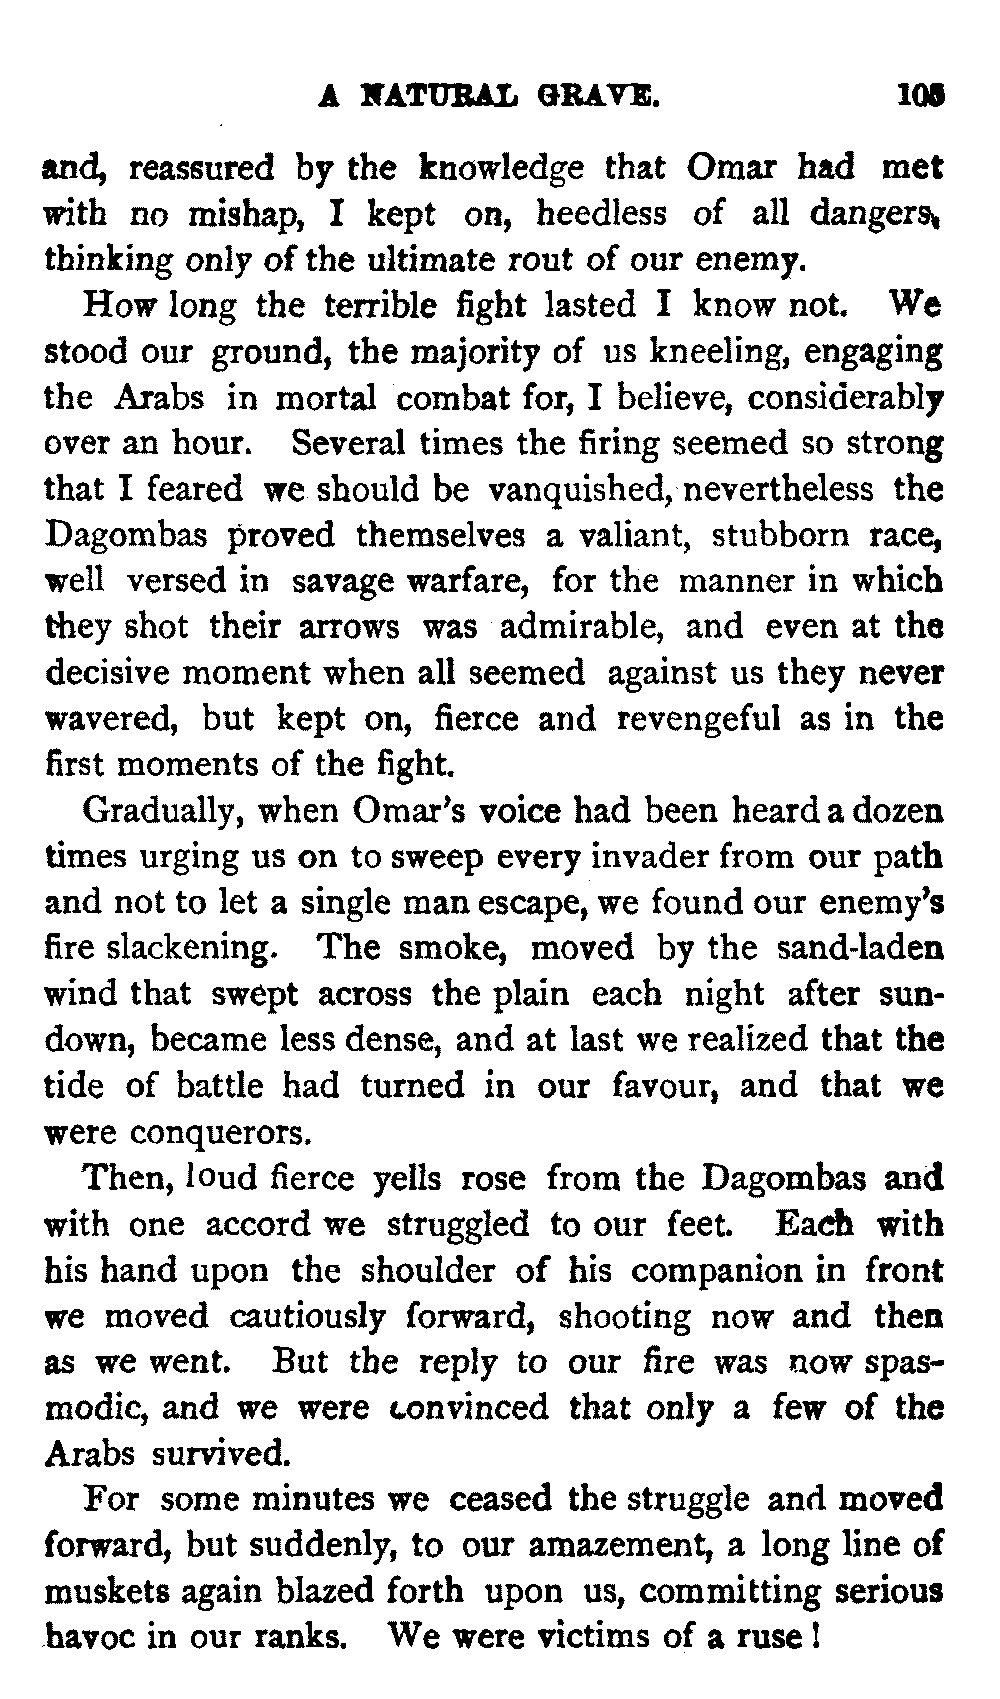 A NATURAL GRAVE. 105
and, reassured by the knowledge that Omar had met
with no mishap, I kept on, heedless of all dangers,
thinking only of the ultimate rout of our enemy.
How long the terrible fight lasted I know not. We
stood our ground, the majority of us kneeling, engaging
the Arabs in mortal combat for, I believe, considerably
over an hour. Several times the firing seemed so strong
that I feared we should be vanquished, nevertheless the
Dagombas proved themselves a valiant, stubborn race,
well versed in savage warfare, for the manner in which
they shot their arrows was admirable, and even at the
decisive moment when all seemed against us they never
wavered, but kept on, fierce and revengeful as in the
first moments of the fight.
Gradually, when Omar's voice had been heard a dozen
times urging us on to sweep every invader from our path
and not to let a single man escape, we found our enemy's
fire slackening. The smoke, moved by the sand-laden
wind that swept across the plain each night after sun-
down, became less dense, and at last we realized that the
tide of battle had turned in our favour, and that we
were conquerors.
Then, loud fierce yells rose from the Dagombas and
with one accord we struggled to our feet. Each with
his hand upon the shoulder of his companion in front
we moved cautiously forward, shooting now and then
as we went. But the reply to our fire was now spas-
modic, and we were convinced that only a few of the
Arabs survived.
For some minutes we ceased the struggle and moved
forward, but suddenly, to our amazement, a long line of
muskets again blazed forth upon us, committing serious
havoc in our ranks. We were victims of a ruse!